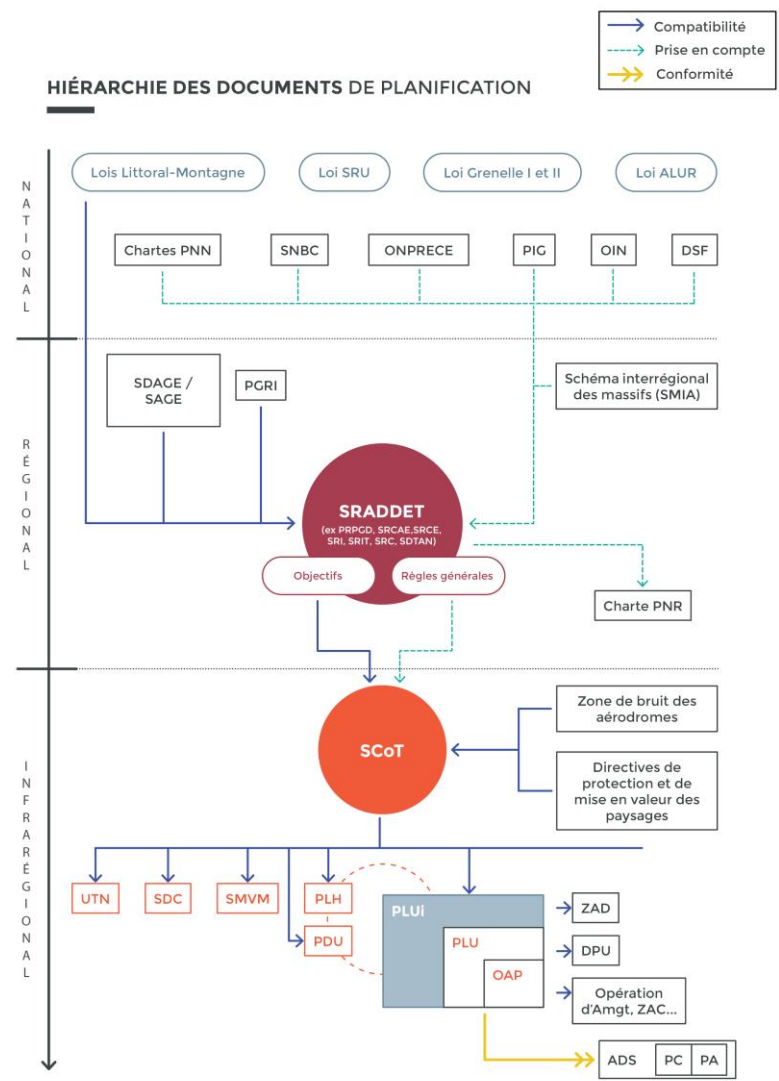 Compatibilité
Prise en compte
Conformité
HIÉRARCHIE DES DOCUMENTS DE PLANIFICATION
NATIONAL
Lois Littoral-Montagne
Loi SRU
Loi Grenelle I et II
Loi ALUR
Chartes PNN
SNBC
ONPRECE
PIG
OIN
DSF
RÉGIONAL
SDAGE /
SAGE
PGRI
Schéma interrégional
des massifs (SMIA)
SRADDET
(ex PRPGD, SRCAE,SRCE,
SRI, SRIT, SRC, SDTAN)
Objectifs
Règles générales
Charte PNR
INFRARÉGIONAL
Zone de bruit des
aérodromes
SCoT
Directives de
protection et de
mise en valeur des
paysages
UTN
SDC
SMVM
PLH
PDU
PLUi
PLU
OAP
ZAD
DPU
Opération
d'Amgt, ZAC...
ADS
PC
PA